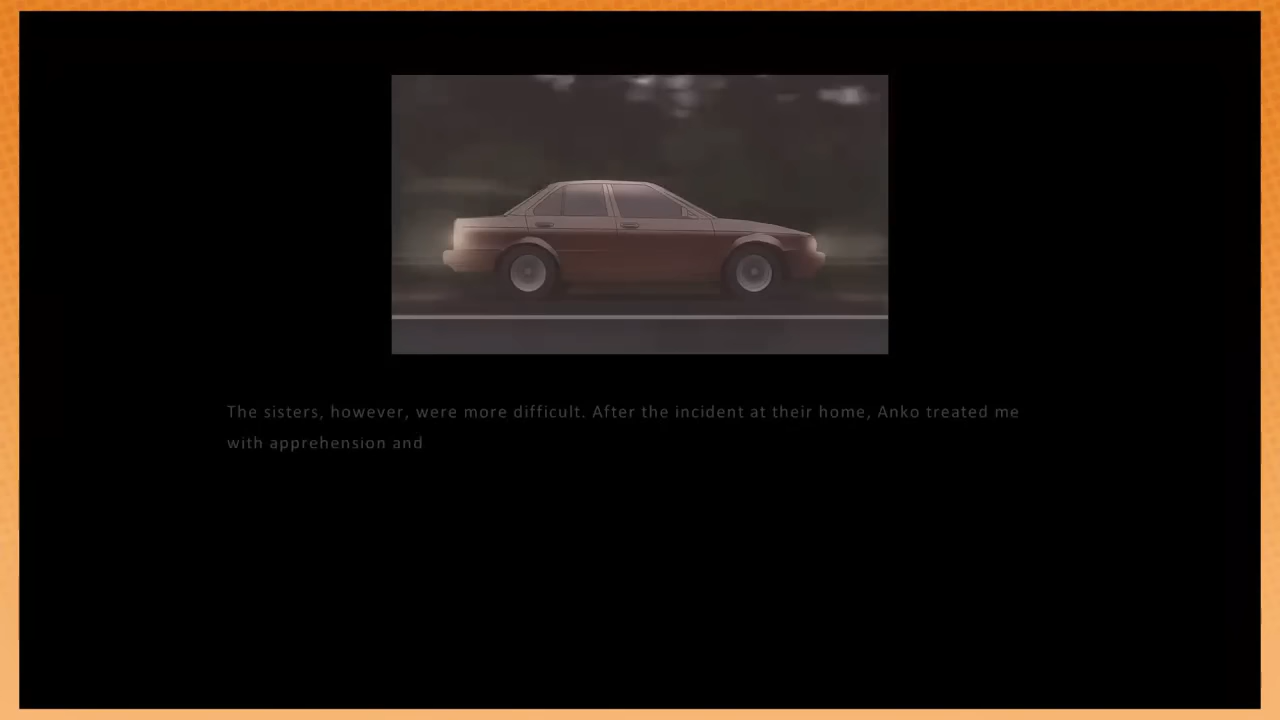 The sisters, however, were more difficult. After the incident at their home, Anko treated me
with apprehension and